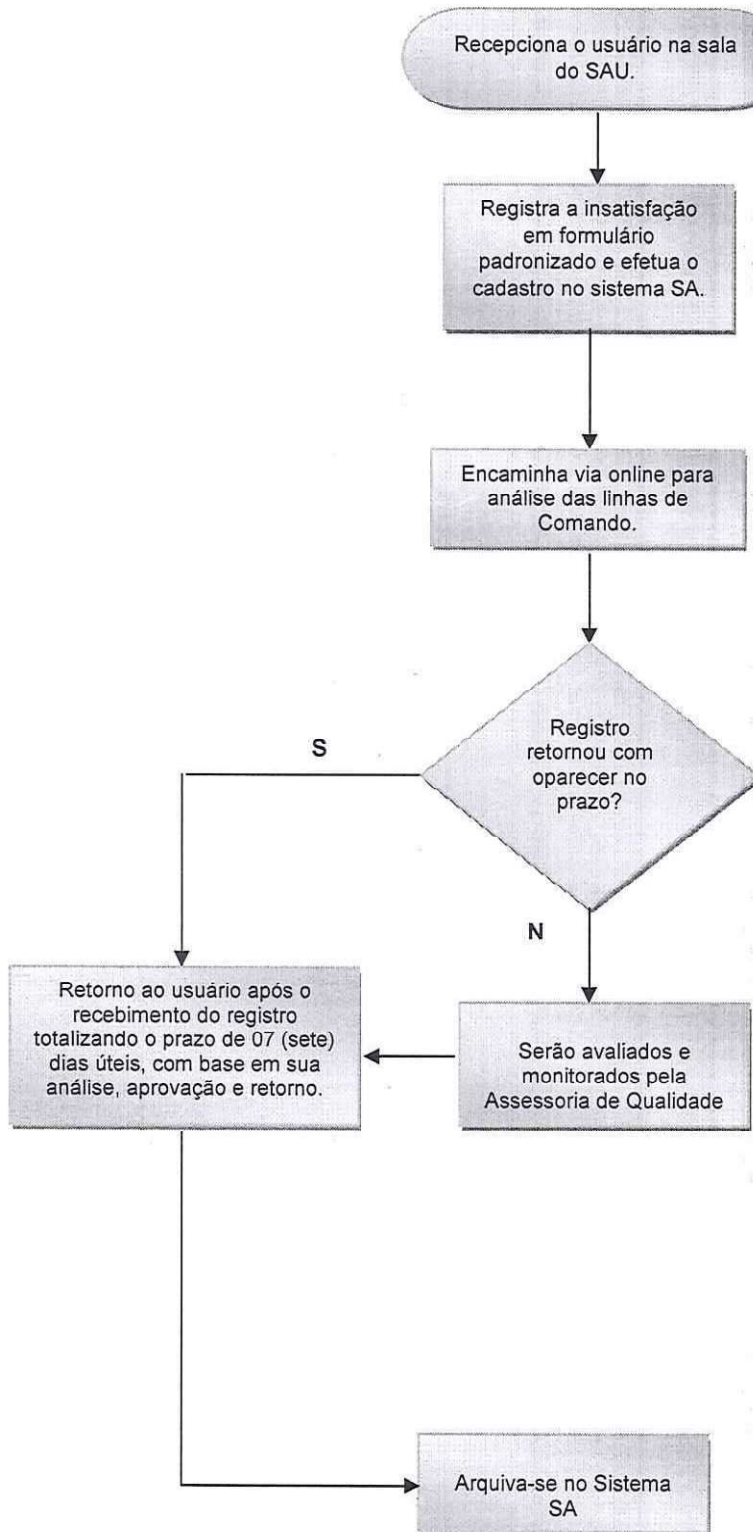 Recepciona o usuário na sala
do SAU.
Registra a insatisfação
em formulário
padronizado e efetua o
cadastro no sistema SA.
Encaminha via online para
análise das linhas de
Comando.
Registro
retornou com
oparecer no
prazo?
S
N
Retorno ao usuário após o
recebimento do registro
totalizando o prazo de 07 (sete)
dias úteis, com base em sua
análise, aprovação e retorno.
Serão avaliados e
monitorados pela
Assessoria de Qualidade
Arquiva-se no Sistema
SA